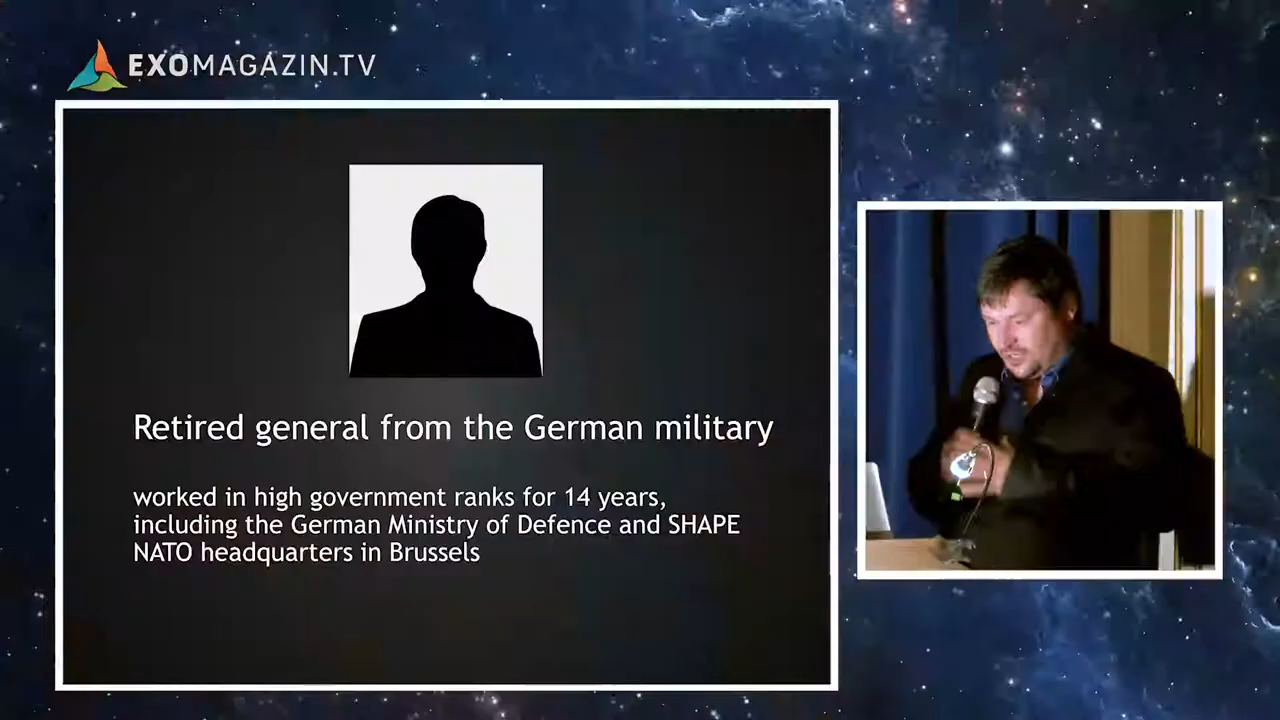 EXOMAGAZIN.TV
Retired general from the German military
worked in high government ranks for 14 years,
including the German Ministry of Defence and SHAPE
NATO headquarters in Brussels